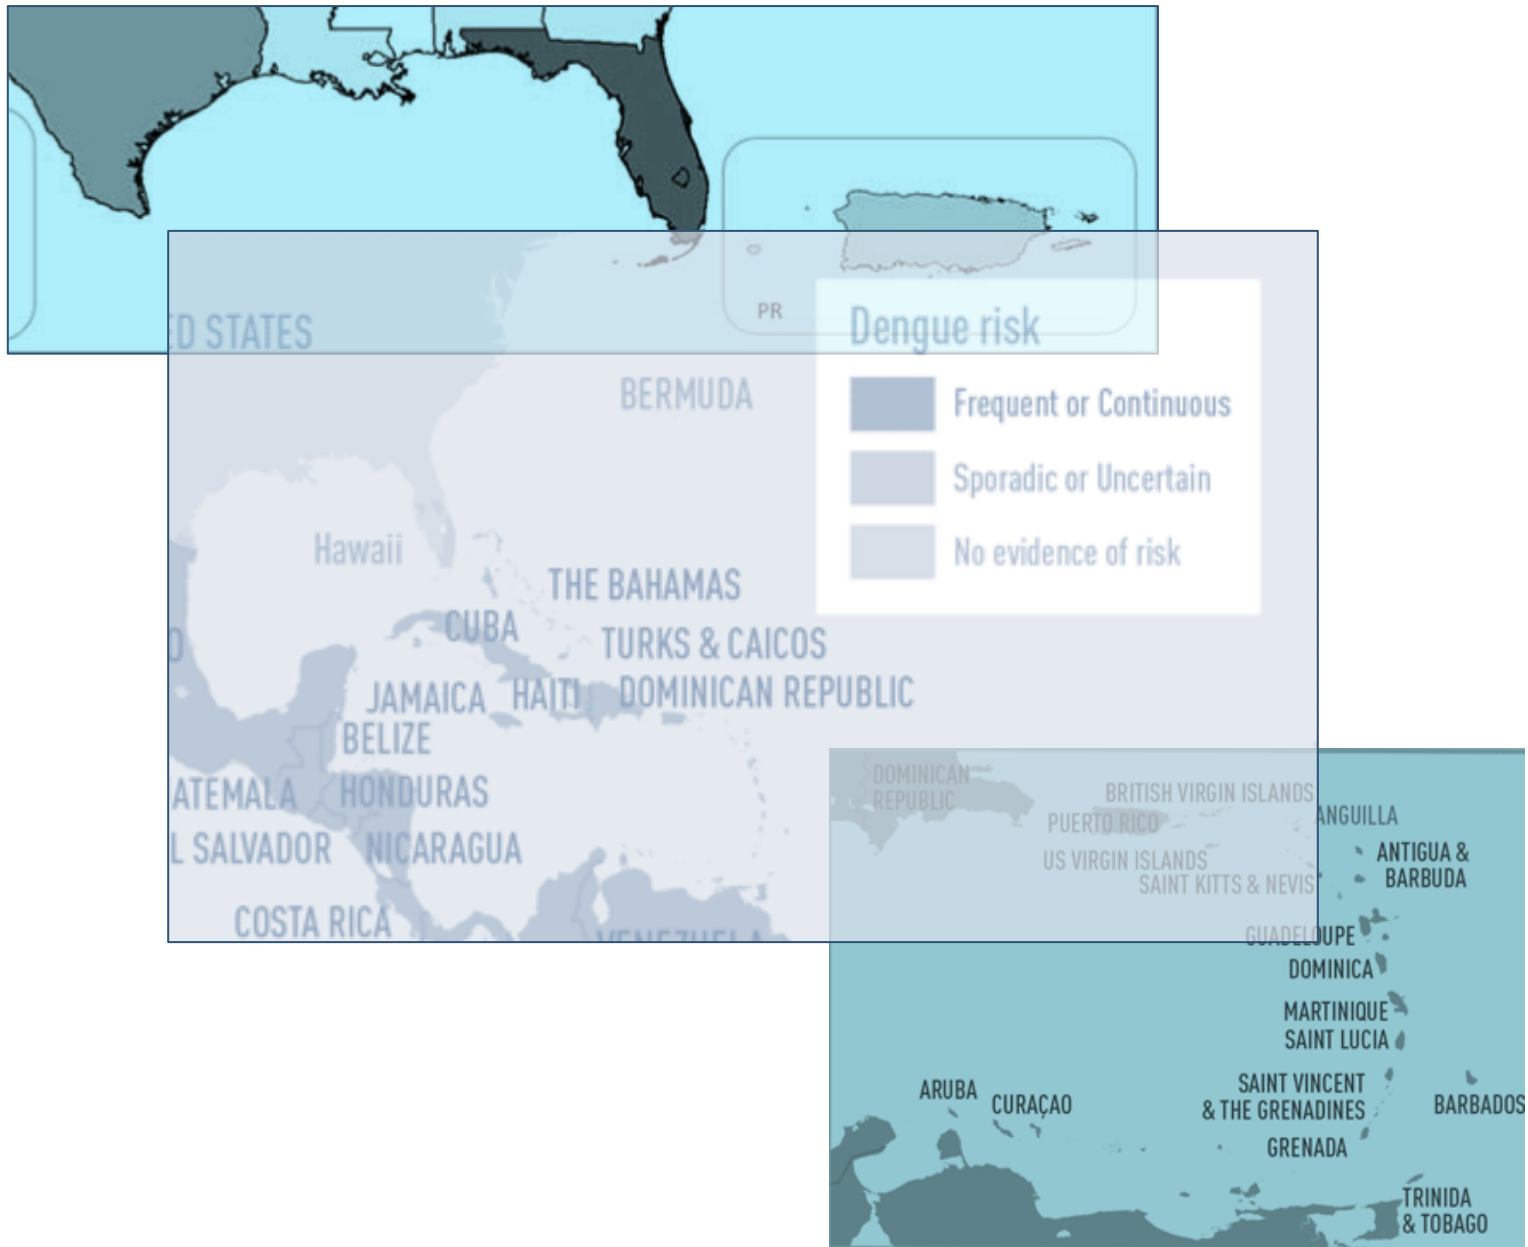 PR
ED STATES
Dengue risk
BERMUDA
Frequent or Continuous
Sporadic or Uncertain
Hawaii
No evidence of risk
THE BAHAMAS
CUBA
O
TURKS & CAICOS
JAMAICA
HAITI
DOMINICAN REPUBLIC
BELIZE
ATEMALA
HONDURAS
L SALVADOR
NICARAGUA
COSTA RICA
VENEZUELA
DOMINICAN
REPUBLIC
BRITISH VIRGIN ISLANDS
PUERTO RICO
ANGUILLA
US VIRGIN ISLANDS
ANTIGUA &
BARBUDA
SAINT KITTS & NEVIS
GUADELOUPE
DOMINICA
MARTINIQUE
SAINT LUCIA
SAINT VINCENT
& THE GRENADINES
ARUBA
CURAÇAO
BARBADOS
GRENADA
TRINIDA
& TOBAGO